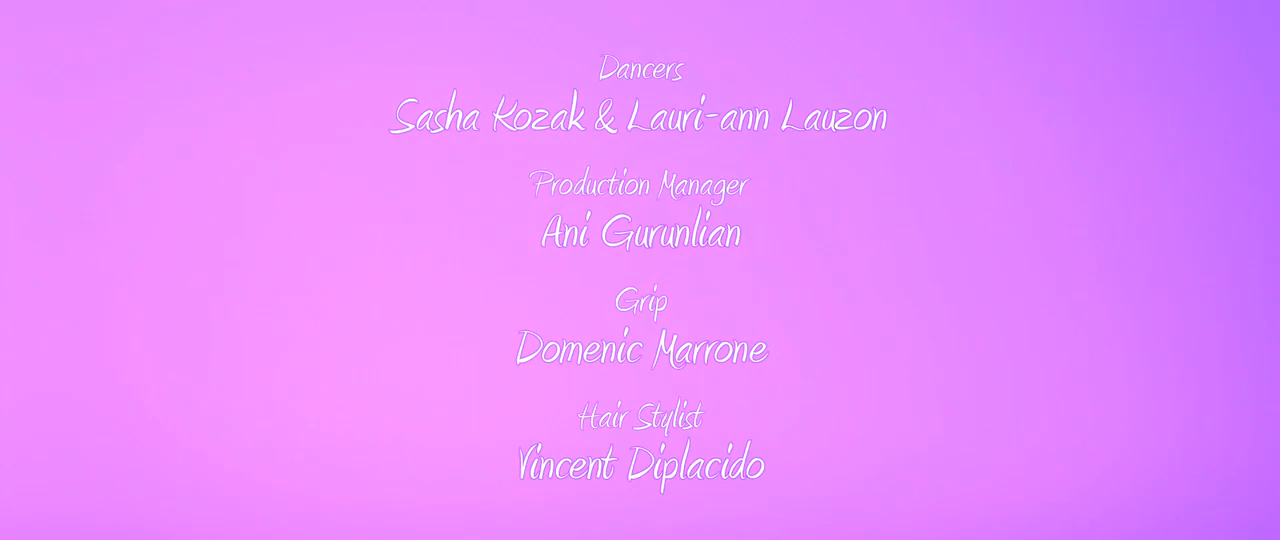 Dancers
Sasha Kozak & Lauri-ann Lauzon
Production Manager
Ani Gurunlian
Grip
Domenic Marrone
Hair Stylist
Vincent Diplacido